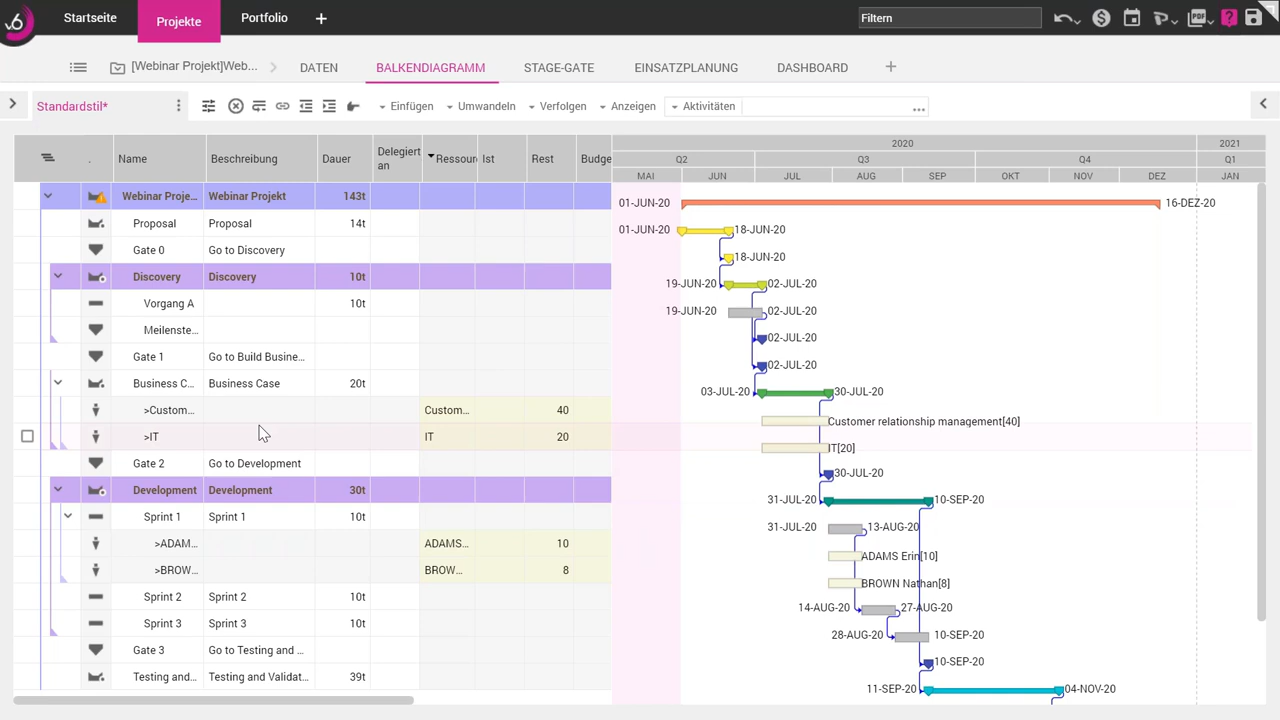 v6 Startseite Projekte Portfolio + Filtern
[Webinar Projekt]Web... DATEN BALKENDIAGRAMM STAGE-GATE EINSATZPLANUNG DASHBOARD +
Standardstil* Einfügen Umwandeln Verfolgen Anzeigen Aktivitäten ...
. Name Beschreibung Dauer Delegiert an Ressour Ist Rest Budge
2020 2021
Q2 Q3 Q4 Q1
MAI JUN JUL AUG SEP OKT NOV DEZ JAN
Webinar Proje... Webinar Projekt 143t 01-JUN-20 16-DEZ-20
Proposal Proposal 14t 01-JUN-20 18-JUN-20
Gate 0 Go to Discovery 18-JUN-20
Discovery Discovery 10t 19-JUN-20 02-JUL-20
Vorgang A 10t 19-JUN-20 02-JUL-20
Meilenste... 02-JUL-20
Gate 1 Go to Build Busine... 02-JUL-20
Business C... Business Case 20t 03-JUL-20 30-JUL-20
>Custom... Custom... 40 Customer relationship management[40]
>IT IT 20 IT[20]
Gate 2 Go to Development 30-JUL-20
Development Development 30t 31-JUL-20 10-SEP-20
Sprint 1 Sprint 1 10t 31-JUL-20 13-AUG-20
>ADAM... ADAMS... 10 ADAMS Erin[10]
>BROW... BROW... 8 BROWN Nathan[8]
Sprint 2 Sprint 2 10t 14-AUG-20 27-AUG-20
Sprint 3 Sprint 3 10t 28-AUG-20 10-SEP-20
Gate 3 Go to Testing and ... 10-SEP-20
Testing and... Testing and Validat... 39t 11-SEP-20 04-NOV-20